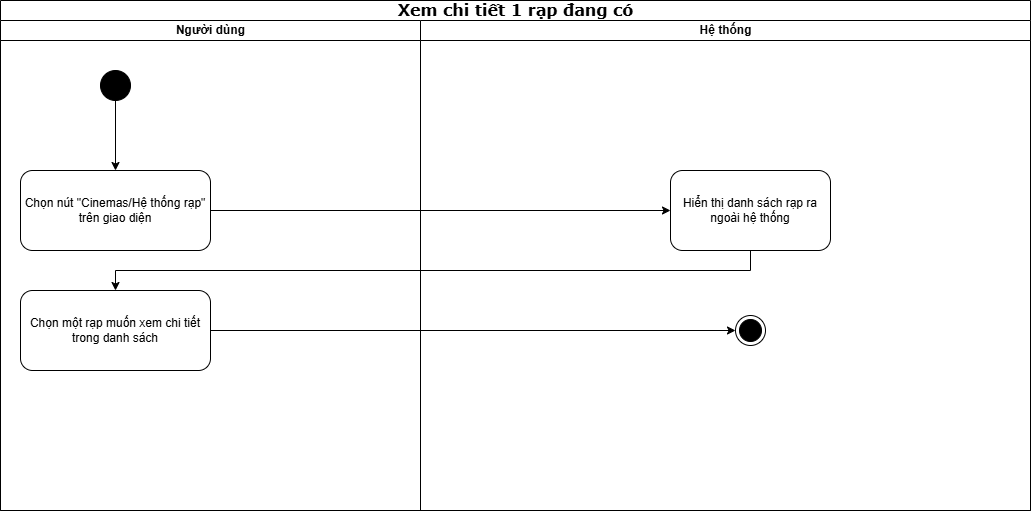 Xem chi tiết 1 rạp đang có
Người dùng
Hệ thống
Chọn nút "Cinemas/Hệ thống rạp"
trên giao diện
Hiển thị danh sách rạp ra
ngoài hệ thống
Chọn một rạp muốn xem chi tiết
trong danh sách